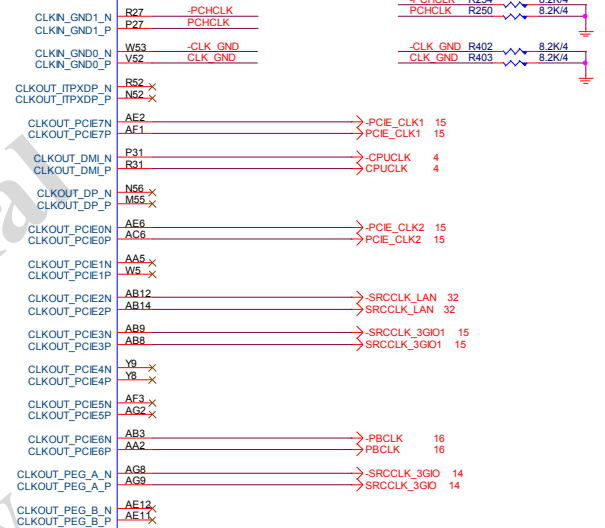 -PCHCLK R254 8.2K/4
CLKIN_GND1_N R27 -PCHCLK PCHCLK R250 8.2K/4
CLKIN_GND1_P P27 PCHCLK
CLKIN_GND0_N W53 -CLK_GND -CLK_GND R402 8.2K/4
CLKIN_GND0_P V52 CLK_GND CLK_GND R403 8.2K/4
CLKOUT_ITPXDP_N R52
CLKOUT_ITPXDP_P N52
CLKOUT_PCIE7N AE2 -PCIE_CLK1 15
CLKOUT_PCIE7P AF1 PCIE_CLK1 15
CLKOUT_DMI_N P31 -CPUCLK 4
CLKOUT_DMI_P R31 CPUCLK 4
CLKOUT_DP_N N56
CLKOUT_DP_P M55
CLKOUT_PCIE0N AE6 -PCIE_CLK2 15
CLKOUT_PCIE0P AC6 PCIE_CLK2 15
CLKOUT_PCIE1N AA5
CLKOUT_PCIE1P W5
CLKOUT_PCIE2N AB12 -SRCCLK_LAN 32
CLKOUT_PCIE2P AB14 SRCCLK_LAN 32
CLKOUT_PCIE3N AB9 -SRCCLK_3GIO1 15
CLKOUT_PCIE3P AB8 SRCCLK_3GIO1 15
CLKOUT_PCIE4N Y9
CLKOUT_PCIE4P Y8
CLKOUT_PCIE5N AF3
CLKOUT_PCIE5P AG2
CLKOUT_PCIE6N AB3 -PBCLK 16
CLKOUT_PCIE6P AA2 PBCLK 16
CLKOUT_PEG_A_N AG8 -SRCCLK_3GIO 14
CLKOUT_PEG_A_P AG9 SRCCLK_3GIO 14
CLKOUT_PEG_B_N AE12
CLKOUT_PEG_B_P AE11